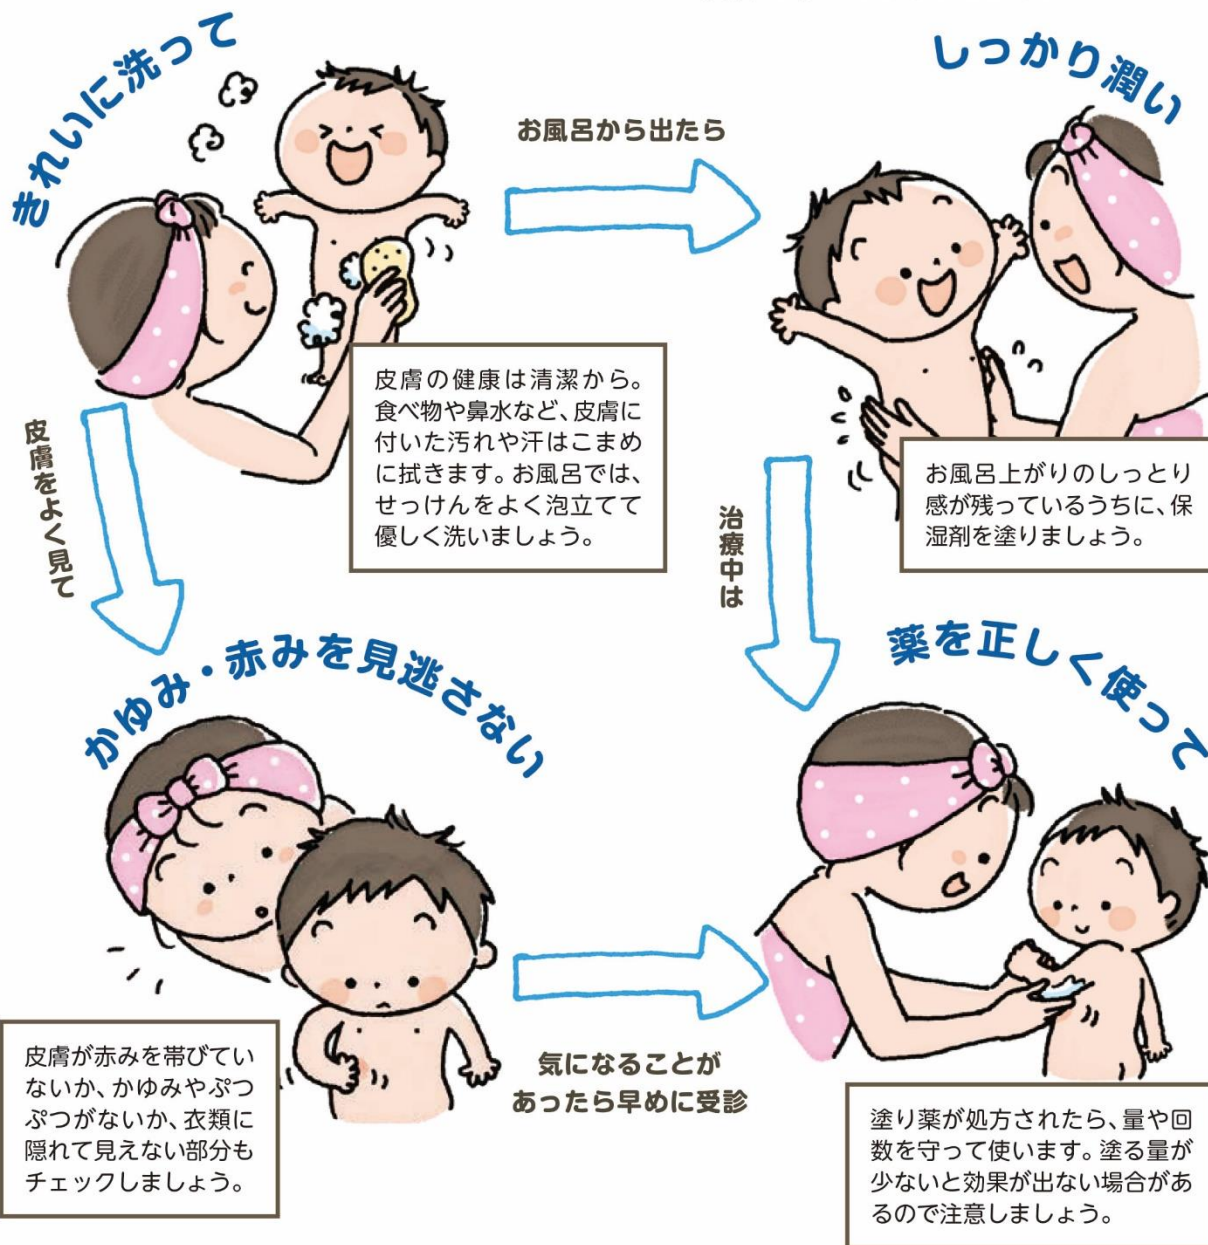 きれいに洗って
お風呂から出たら
しっかり潤い
皮膚の健康は清潔から。
食べ物や鼻水など、皮膚に
付いた汚れや汗はこまめ
に拭きます。お風呂では、
せっけんをよく泡立てて
優しく洗いましょう。
お風呂上がりのしっとり
感が残っているうちに、保
湿剤を塗りましょう。
皮膚をよく見て
治療中は
かゆみ・赤みを見逃さない
薬を正しく使って
皮膚が赤みを帯びてい
ないか、かゆみやぷつ
ぷつがないか、衣類に
隠れて見えない部分も
チェックしましょう。
気になることが
あったら早めに受診
塗り薬が処方されたら、量や回
数を守って使います。塗る量が
少ないと効果が出ない場合があ
るので注意しましょう。